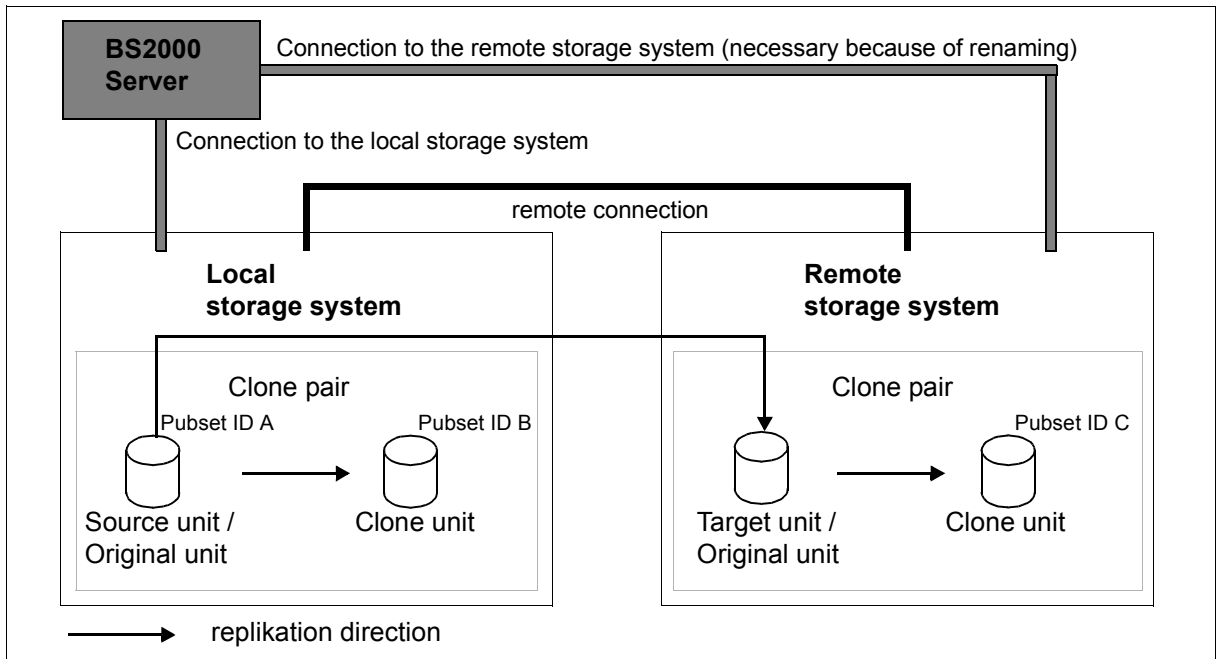 BS2000
Server
Connection to the remote storage system (necessary because of renaming)
Connection to the local storage system
remote connection
Local
storage system
Remote
storage system
Clone pair
Pubset ID A
Pubset ID B
Source unit /
Original unit
Clone unit
Clone pair
Pubset ID C
Target unit /
Original unit
Clone unit
replikation direction